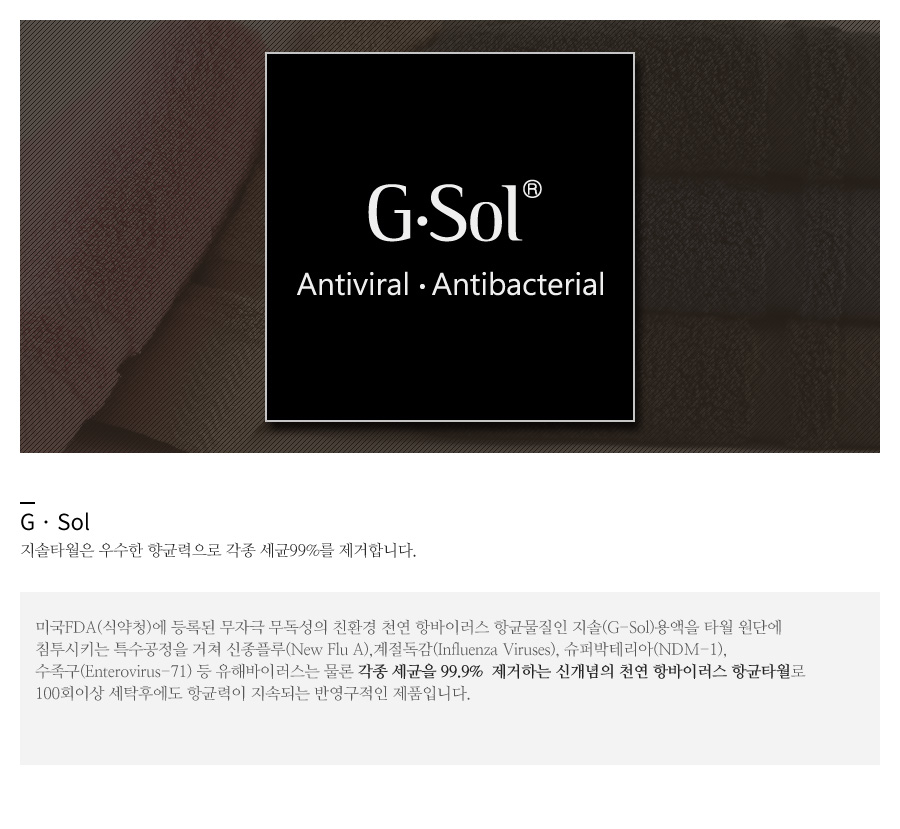 G·Sol®
Antiviral · Antibacterial
G · Sol
지솔타월은 우수한 향균력으로 각종 세균99%를 제거합니다.
미국FDA(식약청)에 등록된 무자극 무독성의 친환경 천연 항바이러스 항균물질인 지솔(G-Sol)용액을 타월 원단에
침투시키는 특수공정을 거쳐 신종플루(New Flu A),계절독감(Influenza Viruses), 슈퍼박테리아(NDM-1),
수족구(Enterovirus-71) 등 유해바이러스는 물론 각종 세균을 99.9% 제거하는 신개념의 천연 항바이러스 항균타월로
100회이상 세탁후에도 항균력이 지속되는 반영구적인 제품입니다.